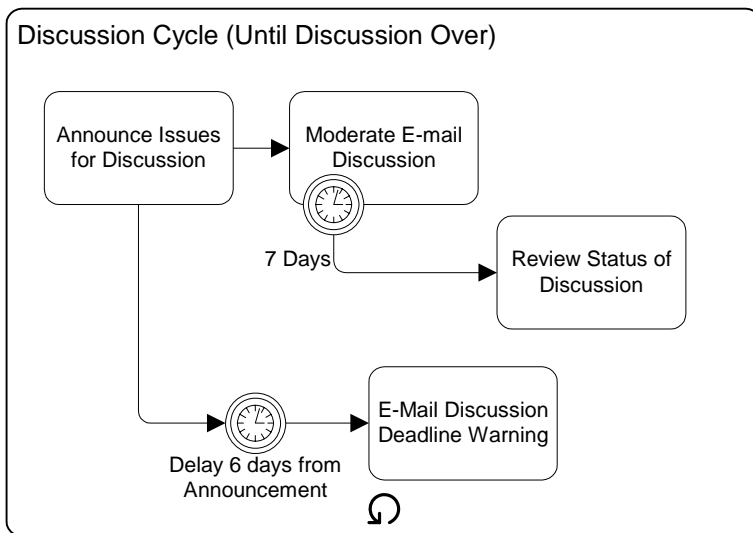 Discussion Cycle (Until Discussion Over)
Announce Issues
for Discussion
Moderate E-mail
Discussion
7 Days
Review Status of
Discussion
E-Mail Discussion
Deadline Warning
Delay 6 days from
Announcement